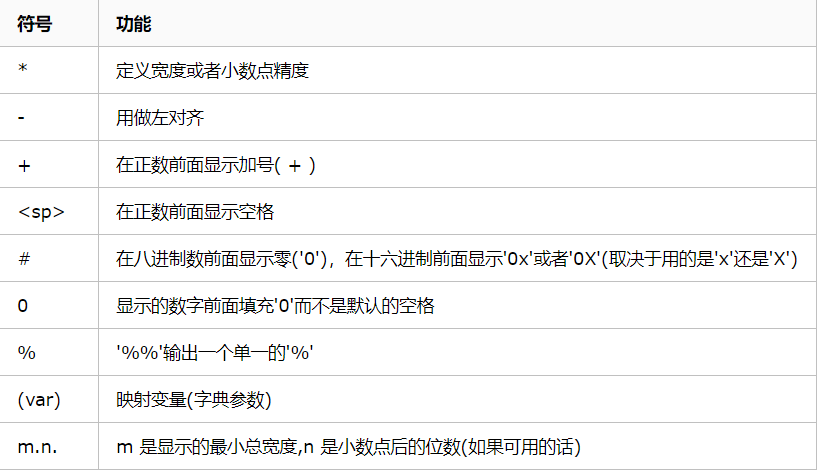 符号 功能
* 定义宽度或者小数点精度
- 用做左对齐
+ 在正数前面显示加号( + )
<sp> 在正数前面显示空格
# 在八进制数前面显示零('0')，在十六进制前面显示'0x'或者'0X'(取决于用的是'x'还是'X')
0 显示的数字前面填充'0'而不是默认的空格
% '%%'输出一个单一的'%'
(var) 映射变量(字典参数)
m.n. m 是显示的最小总宽度,n 是小数点后的位数(如果可用的话)